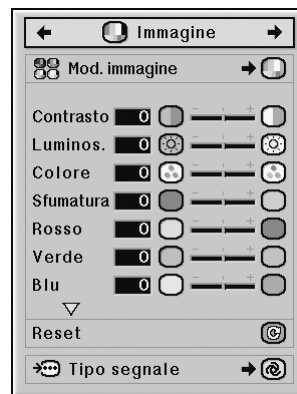 Immagine
Mod. immagine
Contrasto 0
Luminos. 0
Colore 0
Sfumatura 0
Rosso 0
Verde 0
Blu 0
Reset
Tipo segnale